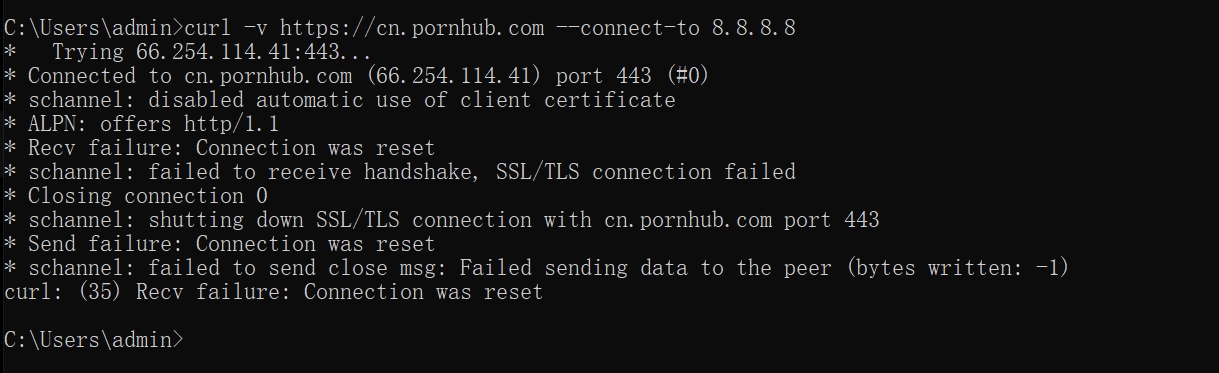 C:\Users\admin>curl -v https://cn.pornhub.com --connect-to 8.8.8.8
*   Trying 66.254.114.41:443...
* Connected to cn.pornhub.com (66.254.114.41) port 443 (#0)
* schannel: disabled automatic use of client certificate
* ALPN: offers http/1.1
* Recv failure: Connection was reset
* schannel: failed to receive handshake, SSL/TLS connection failed
* Closing connection 0
* schannel: shutting down SSL/TLS connection with cn.pornhub.com port 443
* Send failure: Connection was reset
* schannel: failed to send close msg: Failed sending data to the peer (bytes written: -1)
curl: (35) Recv failure: Connection was reset
C:\Users\admin>